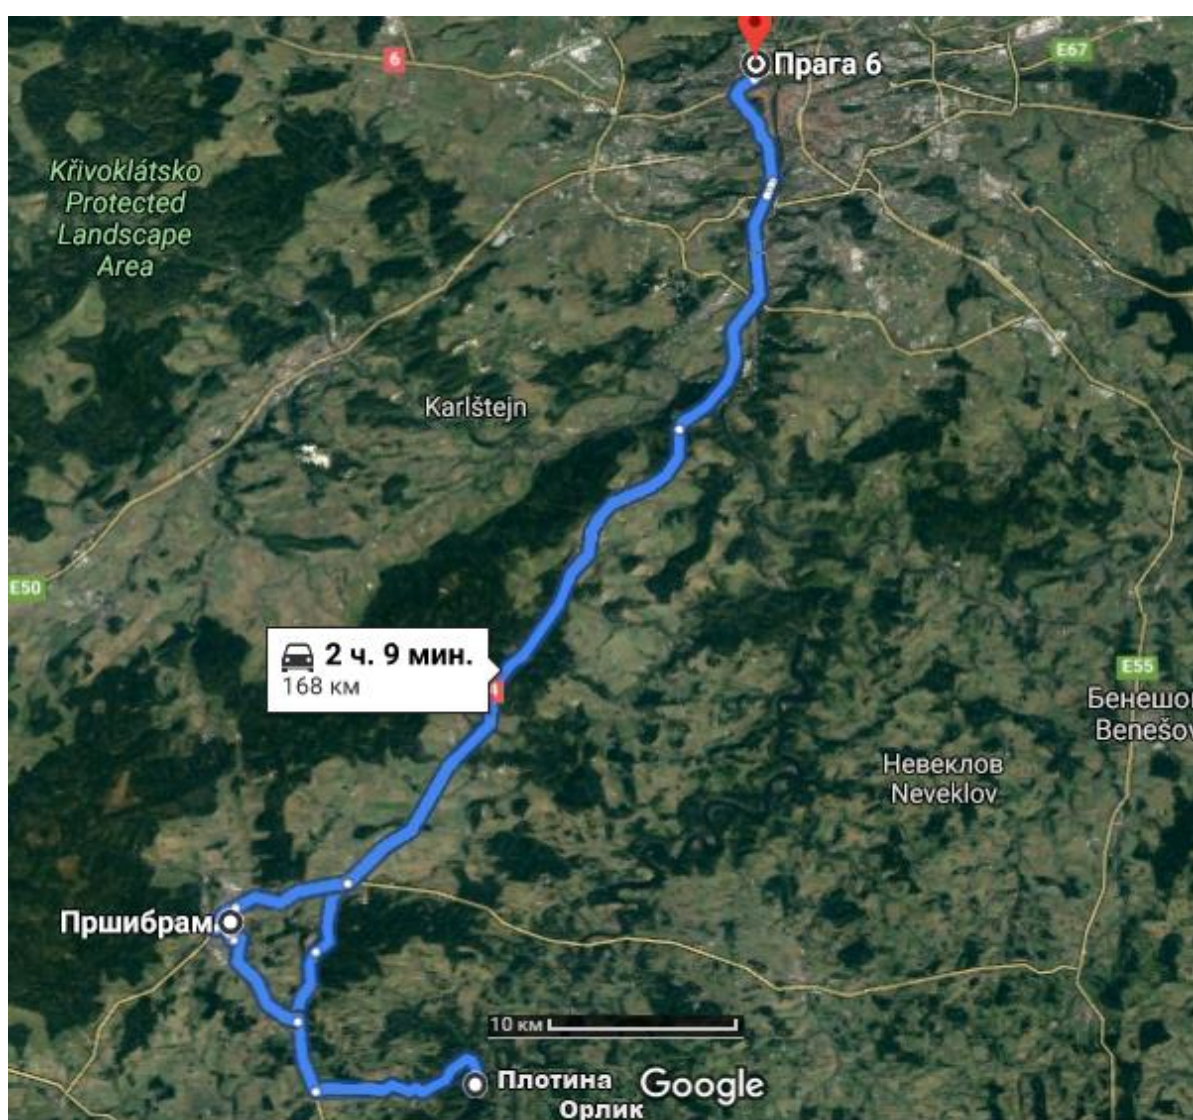 Прага 6
E67
6
Křivoklátsko
Protected
Landscape
Area
Karlštejn
E50
2 ч. 9 мин.
168 км
4
E55
Бенешов
Benešov
Невеклов
Neveklov
Пршибрам
10 км
Плотина
Орлик
Google